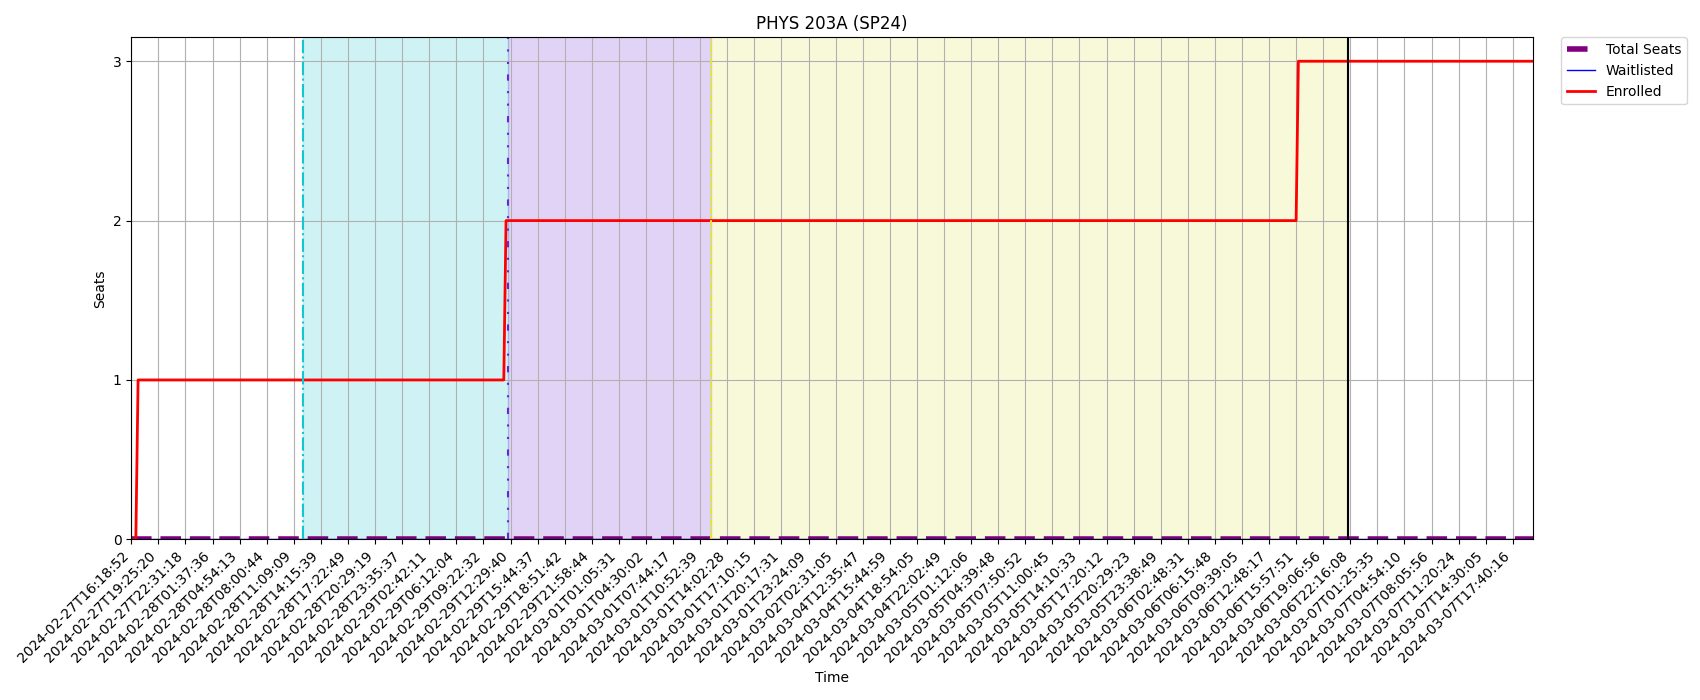 PHYS 203A (SP24)
Total Seats
Waitlisted
Enrolled
Seats
3
2
1
0
2024-02-27T16:18:52
2024-02-27T19:25:20
2024-02-27T22:31:18
2024-02-28T01:37:36
2024-02-28T04:54:13
2024-02-28T08:00:44
2024-02-28T11:09:09
2024-02-28T14:15:39
2024-02-28T17:22:49
2024-02-28T20:29:19
2024-02-28T23:35:37
2024-02-29T02:42:11
2024-02-29T06:12:04
2024-02-29T09:22:32
2024-02-29T12:29:40
2024-02-29T15:44:37
2024-02-29T18:51:42
2024-02-29T21:58:44
2024-03-01T01:05:31
2024-03-01T04:30:02
2024-03-01T07:44:17
2024-03-01T10:52:39
2024-03-01T14:02:28
2024-03-01T17:10:15
2024-03-01T20:17:31
2024-03-01T23:24:09
2024-03-02T02:31:05
2024-03-04T12:35:47
2024-03-04T15:44:59
2024-03-04T18:54:05
2024-03-04T22:02:49
2024-03-05T01:12:06
2024-03-05T04:39:48
2024-03-05T07:50:52
2024-03-05T11:00:45
2024-03-05T14:10:33
2024-03-05T17:20:12
2024-03-05T20:29:23
2024-03-05T23:38:49
2024-03-06T02:48:31
2024-03-06T06:15:48
2024-03-06T09:39:05
2024-03-06T12:48:17
2024-03-06T15:57:51
2024-03-06T19:06:56
2024-03-06T22:16:08
2024-03-07T01:25:35
2024-03-07T04:54:10
2024-03-07T08:05:56
2024-03-07T11:20:24
2024-03-07T14:30:05
2024-03-07T17:40:16
Time